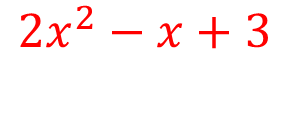 2x² − x + 3